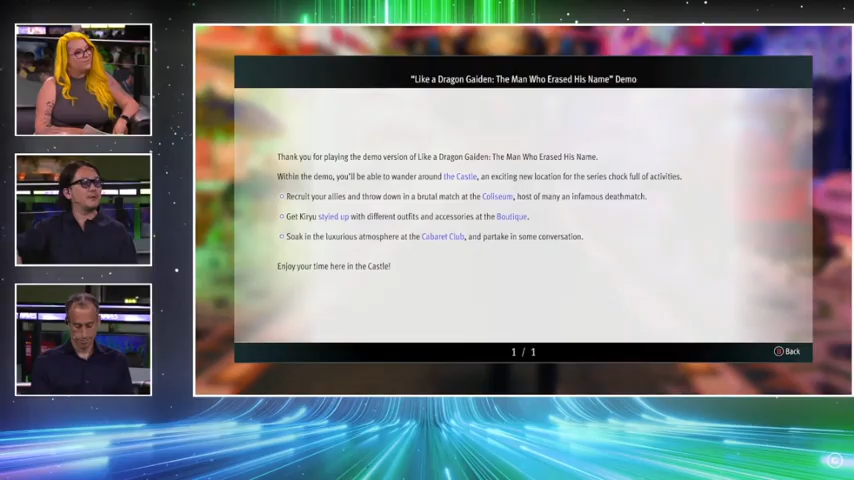 "Like a Dragon Gaiden: The Man Who Erased His Name" Demo
Thank you for playing the demo version of Like a Dragon Gaiden: The Man Who Erased His Name.
Within the demo, you'll be able to wander around the Castle, an exciting new location for the series chock full of activities.
Recruit your allies and throw down in a brutal match at the Coliseum, host of many an infamous deathmatch.
Get Kiryu styled up with different outfits and accessories at the Boutique.
Soak in the luxurious atmosphere at the Cabaret Club, and partake in some conversation.
Enjoy your time here in the Castle!
1 / 1
Back